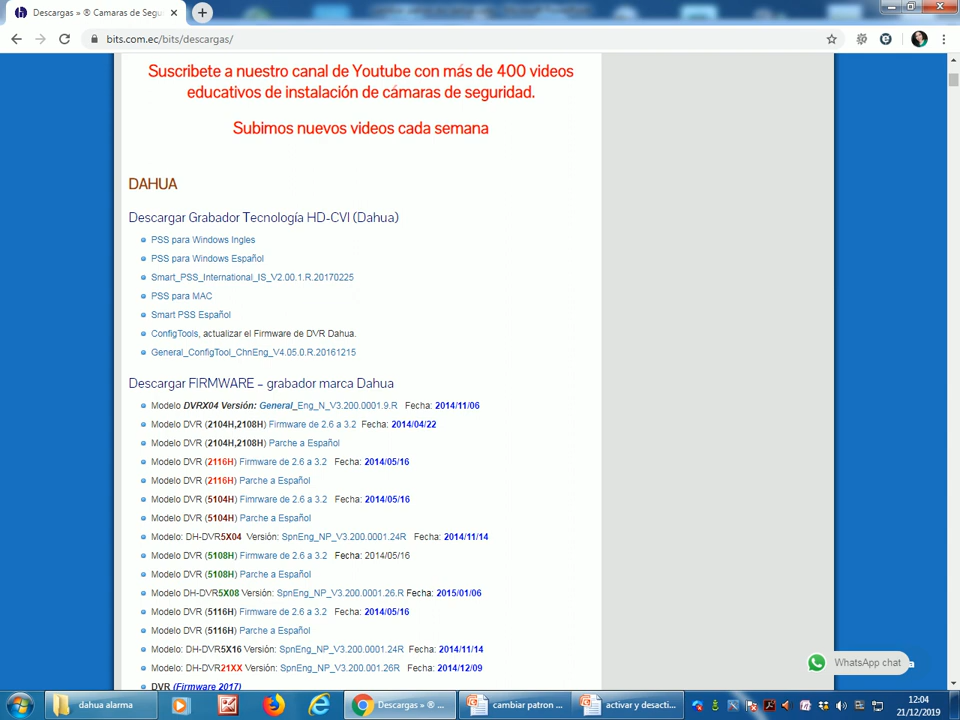 Descargas » ® Camaras de Segu
bits.com.ec/bits/descargas/
Suscribete a nuestro canal de Youtube con más de 400 videos
educativos de instalación de cámaras de seguridad.
Subimos nuevos videos cada semana
DAHUA
Descargar Grabador Tecnología HD-CVI (Dahua)
PSS para Windows Ingles
PSS para Windows Español
Smart_PSS_International_IS_V2.00.1.R.20170225
PSS para MAC
Smart PSS Español
ConfigTools, actualizar el Firmware de DVR Dahua.
General_ConfigTool_ChnEng_V4.05.0.R.20161215
Descargar FIRMWARE – grabador marca Dahua
Modelo DVRX04 Versión: General_Eng_N_V3.200.0001.9.R Fecha: 2014/11/06
Modelo DVR (2104H,2108H) Firmware de 2.6 a 3.2 Fecha: 2014/04/22
Modelo DVR (2104H,2108H) Parche a Español
Modelo DVR (2116H) Firmware de 2.6 a 3.2 Fecha: 2014/05/16
Modelo DVR (2116H) Parche a Español
Modelo DVR (5104H) Fimrware de 2.6 a 3.2 Fecha: 2014/05/16
Modelo DVR (5104H) Parche a Español
Modelo: DH-DVR5X04 Versión: SpnEng_NP_V3.200.0001.24R Fecha: 2014/11/14
Modelo DVR (5108H) Firmware de 2.6 a 3.2 Fecha: 2014/05/16
Modelo DVR (5108H) Parche a Español
Modelo DH-DVR5X08 Versión: SpnEng_NP_V3.200.0001.26.R Fecha: 2015/01/06
Modelo DVR (5116H) Firmware de 2.6 a 3.2 Fecha: 2014/05/16
Modelo DVR (5116H) Parche a Español
Modelo: DH-DVR5X16 Versión: SpnEng_NP_V3.200.0001.24R Fecha: 2014/11/14
Modelo: DH-DVR21XX Versión: SpnEng_NP_V3.200.001.26R Fecha: 2014/12/09
DVR (Firmware 2017)
WhatsApp chat
dahua alarma
Descargas » ® ...
cambiar patron ...
activar y desacti...
12:04
21/12/2019